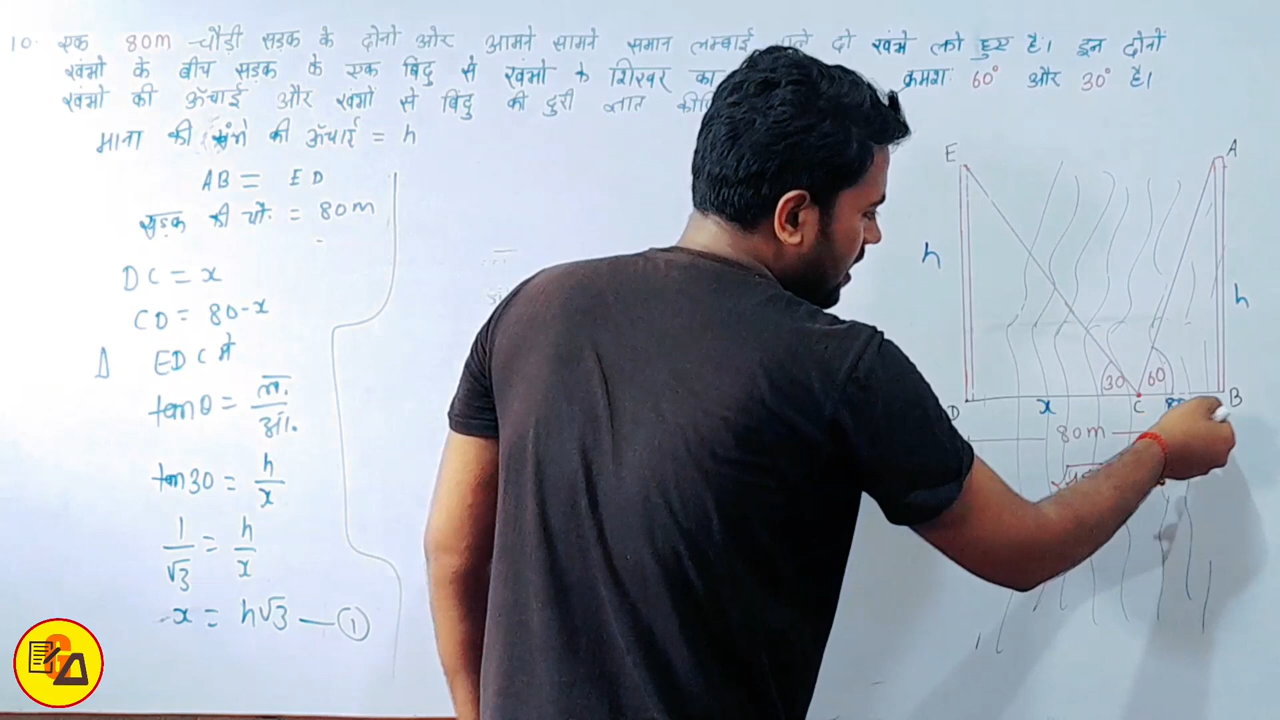 10. एक 80m चौड़ी सड़क के दोनो ओर आमने सामने समान लम्बाई वाले दो खंभे लगे हुए है। इन दोनो
खंभो के बीच सड़क के एक बिंदु से खंभो के शिखर का क्रमश: 60° और 30° है।
खंभो की ऊँचाई और खंभो से बिंदु की दुरी ज्ञात
माना की खंभे की ऊँचाई = h
AB = ED
सड़क की चौ. = 80m
DC = x
CD = 80-x
Δ EDC में
tanθ = ल. / आ.
tan30 = h/x
1/√3 = h/x
x = h√3 — ①
E
A
h
h
30
60
D
x
C
B
80m